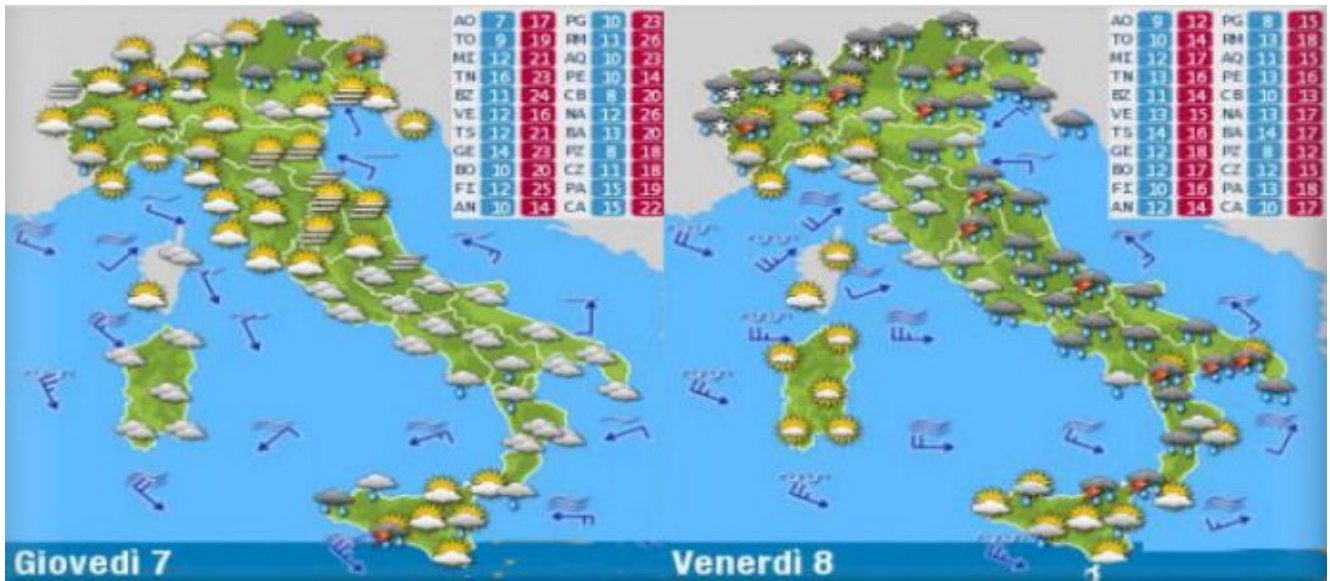 AO 7 17 PG 10 23
TO 9 19 RM 11 26
MI 12 21 AQ 10 23
TN 16 23 PE 10 14
BZ 11 24 CB 8 20
VE 12 16 NA 12 26
TS 12 21 BA 13 20
GE 14 23 PZ 8 18
BO 10 20 CZ 11 18
FI 12 25 PA 15 19
AN 10 14 CA 15 22
Giovedì 7
AO 9 12 PG 8 15
TO 10 14 RM 13 18
MI 12 17 AQ 11 15
TN 13 16 PE 13 16
BZ 11 14 CB 10 13
VE 13 15 NA 13 17
TS 14 16 BA 14 17
GE 12 18 PZ 8 12
BO 12 17 CZ 12 15
FI 10 16 PA 13 18
AN 12 14 CA 10 17
Venerdì 8